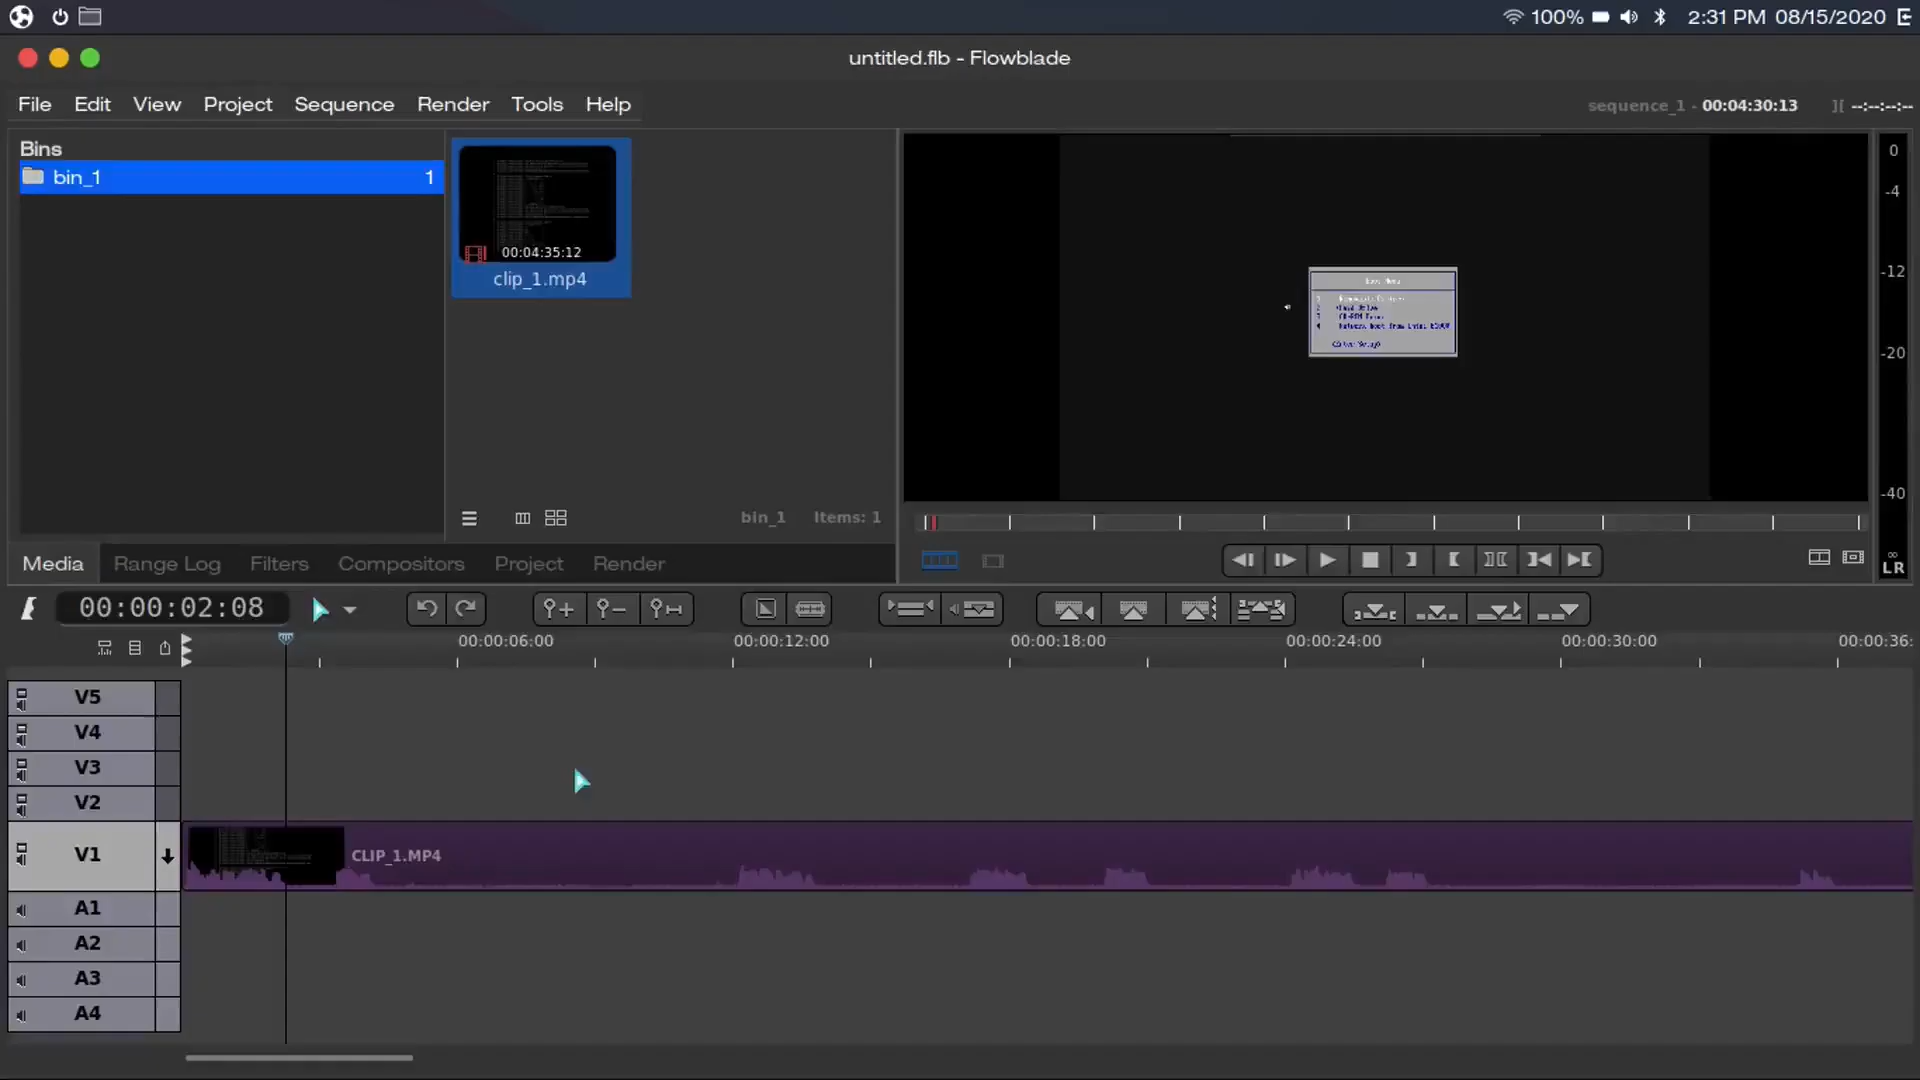 100% 2:31 PM 08/15/2020
untitled.flb - Flowblade
File Edit View Project Sequence Render Tools Help
sequence_1 - 00:04:30:13 ][ --:--:--:--
Bins
bin_1 1
00:04:35:12
clip_1.mp4
bin_1 Items: 1
Boot Menu
0
-4
-12
-20
-40
∞
LR
Media Range Log Filters Compositors Project Render
00:00:02:08
00:00:06:00 00:00:12:00 00:00:18:00 00:00:24:00 00:00:30:00 00:00:36:
V5
V4
V3
V2
V1
CLIP_1.MP4
A1
A2
A3
A4